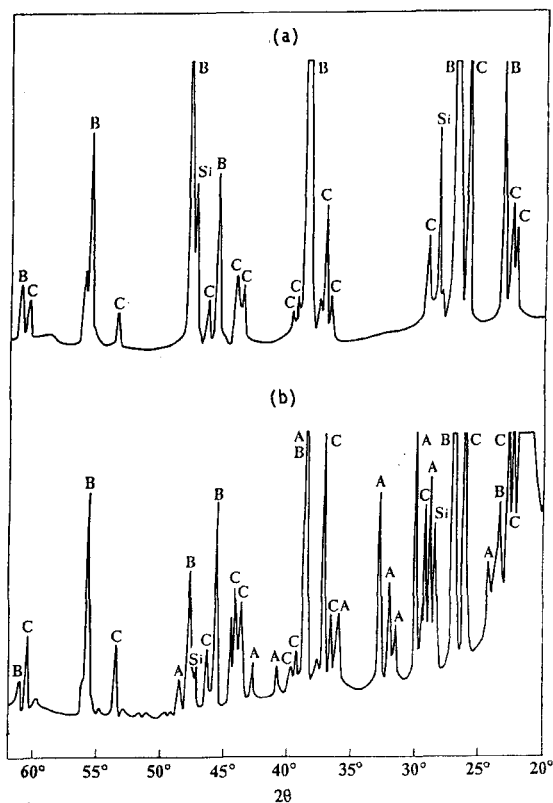 (a)
B B B C B
Si
B
Si B
C C
C
C
B C C C
C C C C C
C
(b)
A C A B C C
B
A
B B A C Si B C
B A A
C C
C C C A C A
B A Si C A A C C
60° 55° 50° 45° 40° 35° 30° 25° 20°
2θ